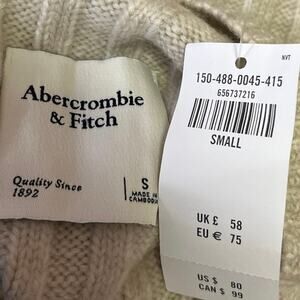 Abercrombie
& Fitch
Quality Since
1892
S
MADE IN
CAMBODIA
NVT
150-488-0045-415
656737216
SMALL
UK £ 58
EU € 75
US $ 80
CAN $ 99